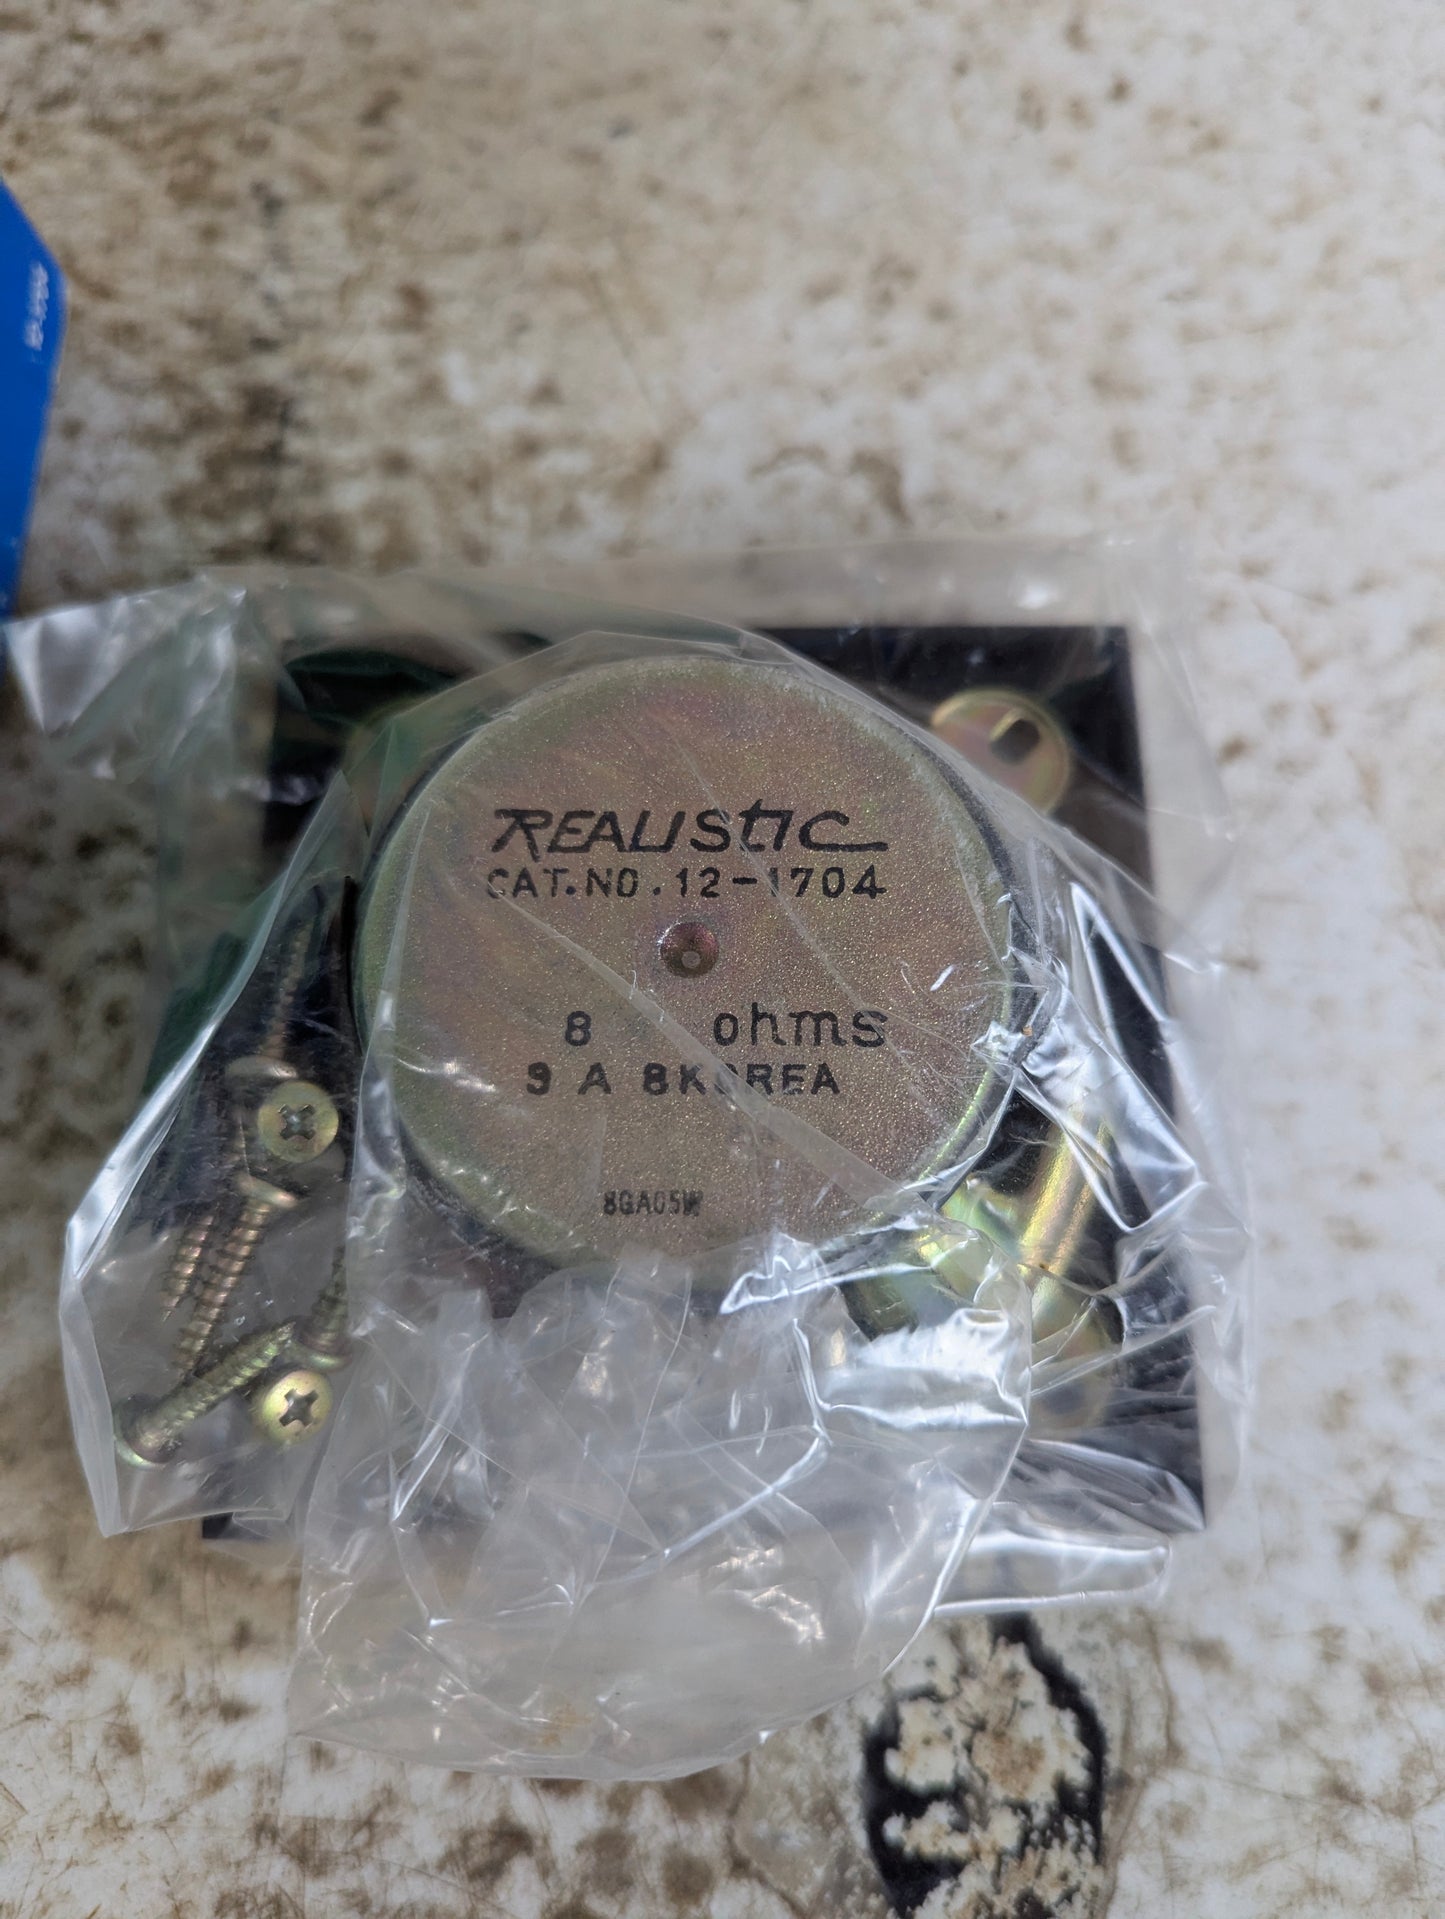 REALISTIC
CAT.NO.12-1704
8 ohms
9 A 8KOREA
8GA05W